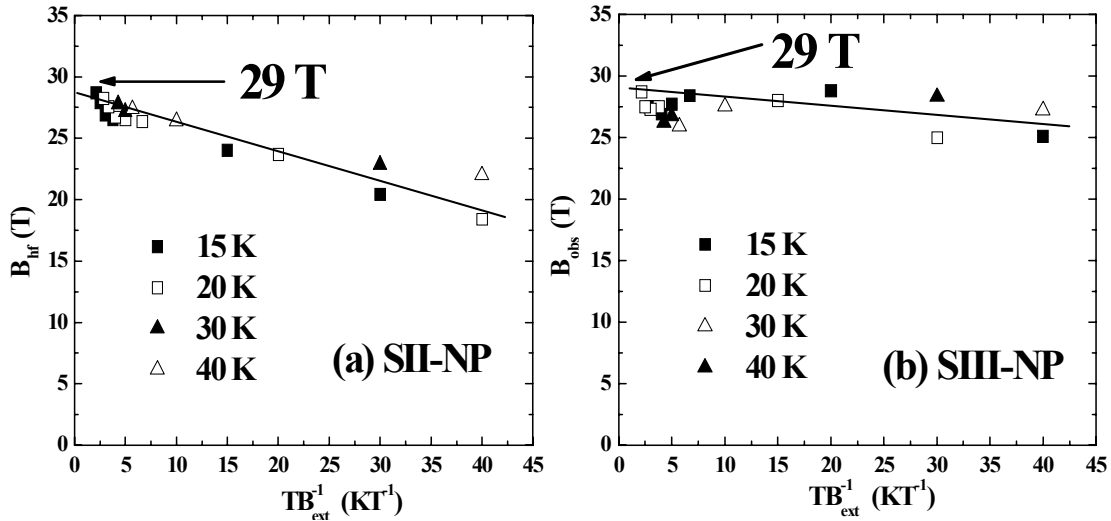 35
30
25
20
15
10
5
0
B_hf (T)
29 T
15 K
20 K
30 K
40 K
(a) SII-NP
0 5 10 15 20 25 30 35 40 45
TB_ext^-1 (KT^-1)
35
30
25
20
15
10
5
0
B_obs (T)
29 T
15 K
20 K
30 K
40 K
(b) SIII-NP
0 5 10 15 20 25 30 35 40 45
TB_ext^-1 (KT^-1)